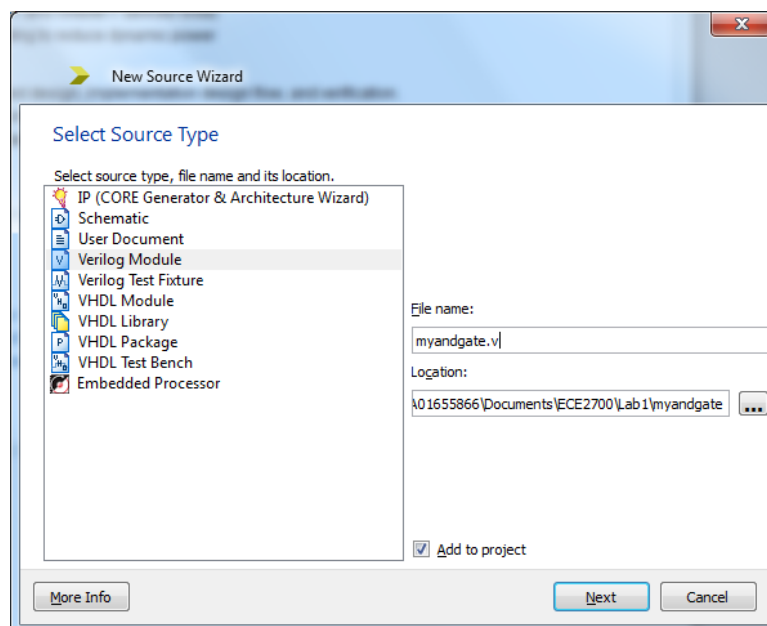 New Source Wizard
Select Source Type
Select source type, file name and its location.
IP (CORE Generator & Architecture Wizard)
Schematic
User Document
Verilog Module
Verilog Test Fixture
VHDL Module
VHDL Library
VHDL Package
VHDL Test Bench
Embedded Processor
File name:
myandgate.v
Location:
A01655866\Documents\ECE2700\Lab1\myandgate
...
Add to project
More Info
Next
Cancel